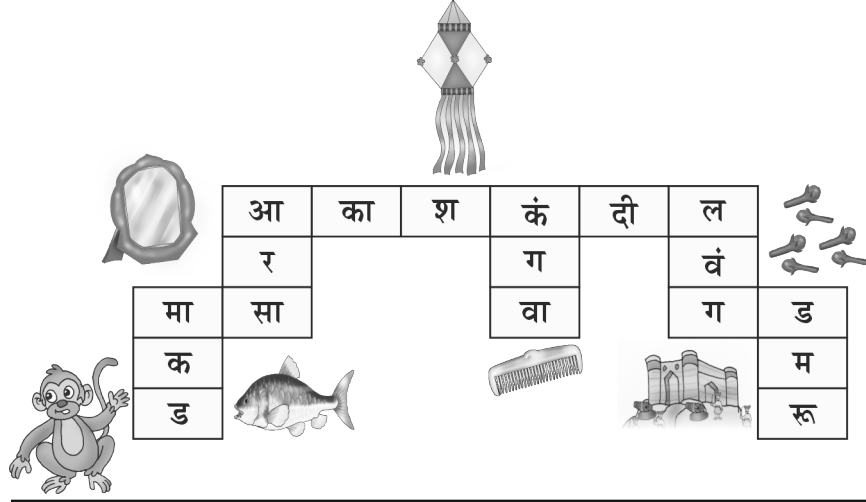 आ का श कं दी ल
र ग वं
मा सा वा ग ड
क म
ड रू